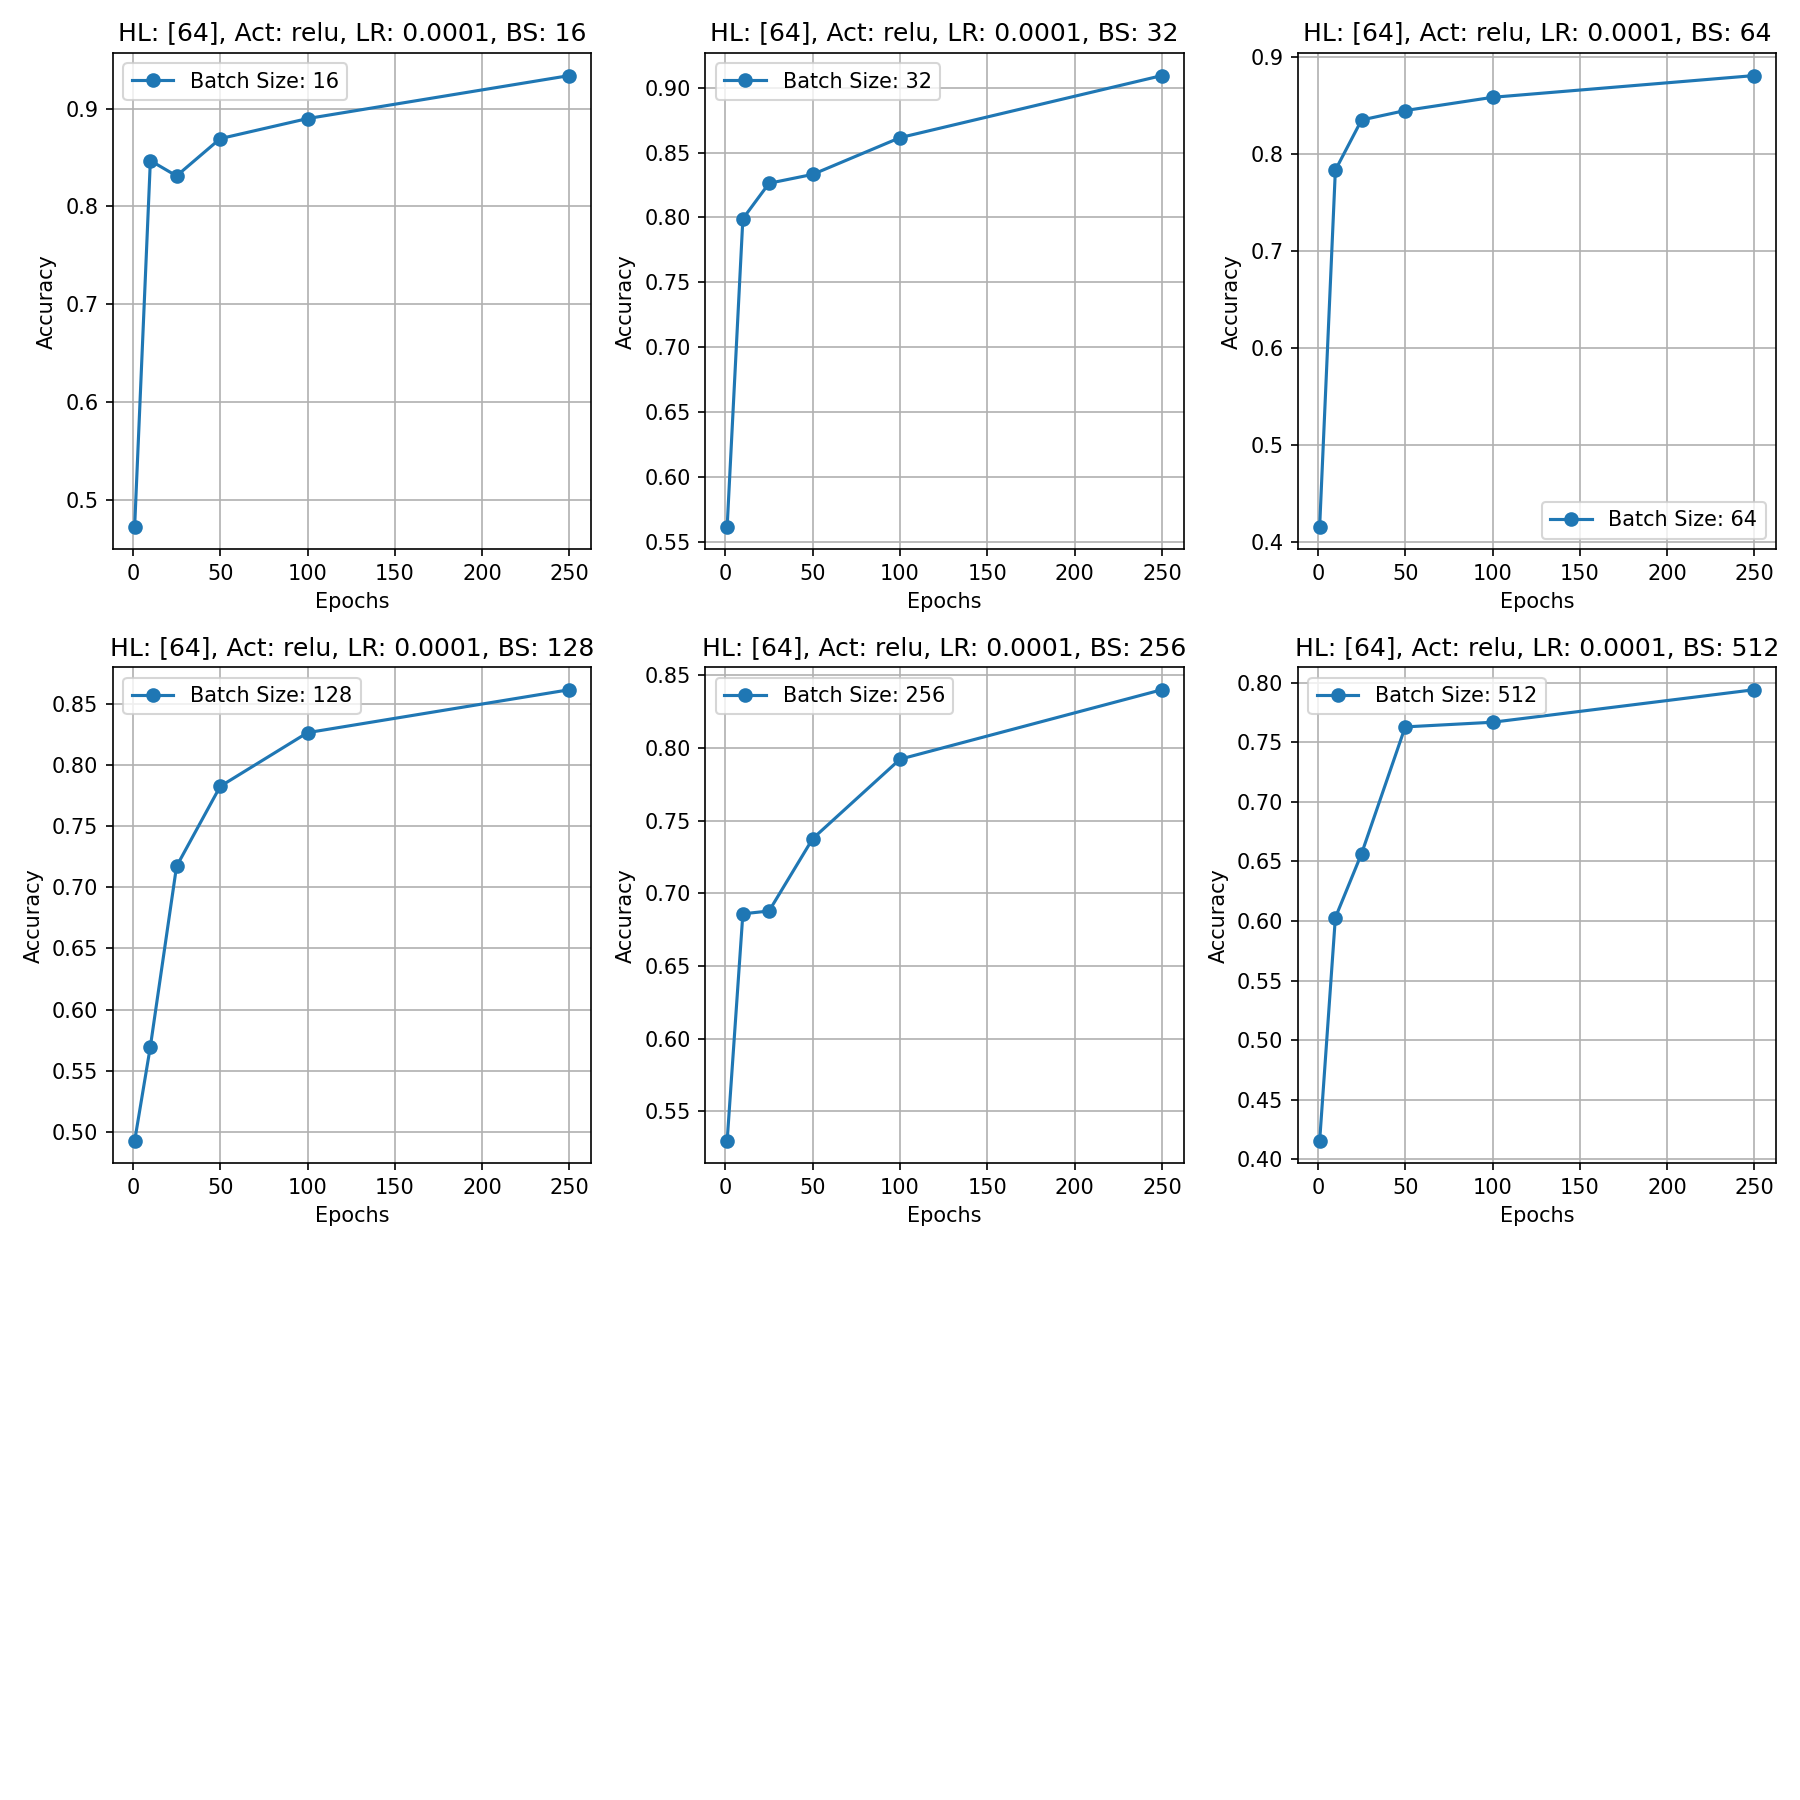 HL: [64], Act: relu, LR: 0.0001, BS: 16
Batch Size: 16
Accuracy
0.9
0.8
0.7
0.6
0.5
0 50 100 150 200 250
Epochs
HL: [64], Act: relu, LR: 0.0001, BS: 32
Batch Size: 32
Accuracy
0.90
0.85
0.80
0.75
0.70
0.65
0.60
0.55
0 50 100 150 200 250
Epochs
HL: [64], Act: relu, LR: 0.0001, BS: 64
Accuracy
0.9
0.8
0.7
0.6
0.5
0.4
Batch Size: 64
0 50 100 150 200 250
Epochs
HL: [64], Act: relu, LR: 0.0001, BS: 128
Batch Size: 128
Accuracy
0.85
0.80
0.75
0.70
0.65
0.60
0.55
0.50
0 50 100 150 200 250
Epochs
HL: [64], Act: relu, LR: 0.0001, BS: 256
Batch Size: 256
Accuracy
0.85
0.80
0.75
0.70
0.65
0.60
0.55
0 50 100 150 200 250
Epochs
HL: [64], Act: relu, LR: 0.0001, BS: 512
Batch Size: 512
Accuracy
0.80
0.75
0.70
0.65
0.60
0.55
0.50
0.45
0.40
0 50 100 150 200 250
Epochs